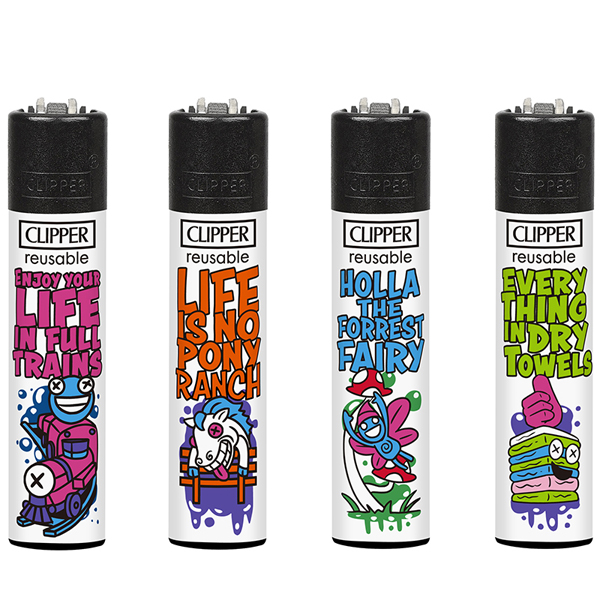 CLIPPER
CLIPPER
reusable
ENJOY YOUR
LIFE
IN FULL
TRAINS
CLIPPER
CLIPPER
reusable
LIFE
IS NO
PONY
RANCH
CLIPPER
CLIPPER
reusable
HOLLA
THE
FORREST
FAIRY
CLIPPER
CLIPPER
reusable
EVERY
THING
IN DRY
TOWELS